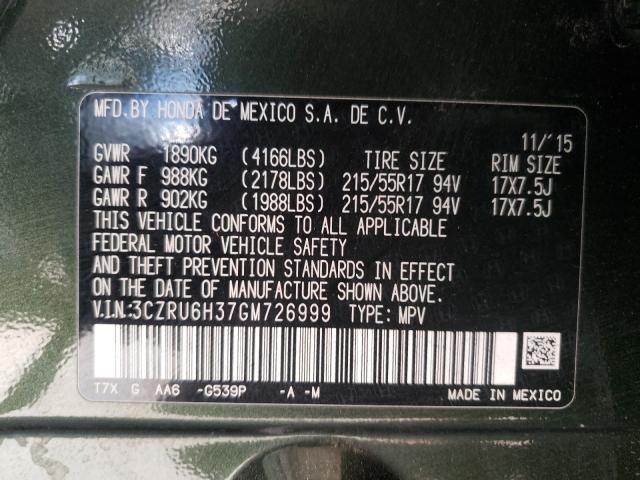 MFD. BY HONDA DE MEXICO S.A. DE C.V.
11/'15
GVWR 1890KG (4166LBS) TIRE SIZE RIM SIZE
GAWR F 988KG (2178LBS) 215/55R17 94V 17X7.5J
GAWR R 902KG (1988LBS) 215/55R17 94V 17X7.5J
THIS VEHICLE CONFORMS TO ALL APPLICABLE
FEDERAL MOTOR VEHICLE SAFETY
AND THEFT PREVENTION STANDARDS IN EFFECT
ON THE DATE OF MANUFACTURE SHOWN ABOVE.
V.I.N.:3CZRU6H37GM726999 TYPE: MPV
T7X G AA6 -G539P -A -M MADE IN MEXICO